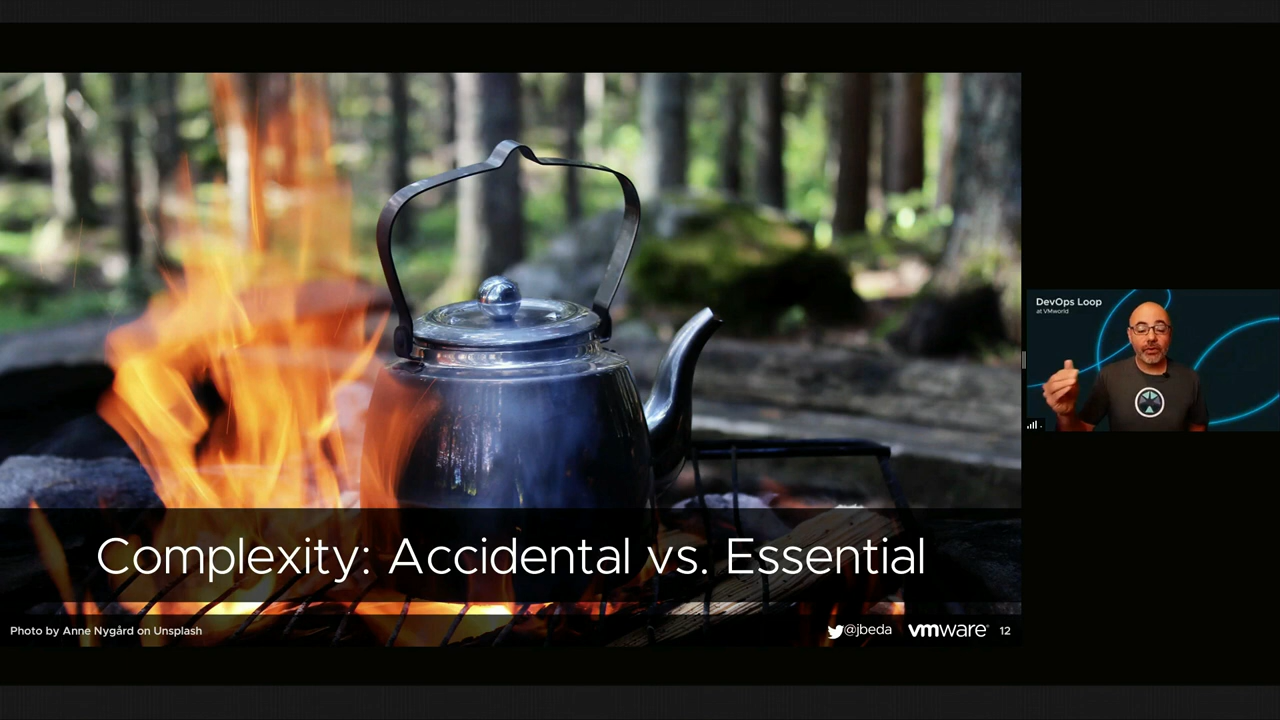 DevOps Loop
at VMworld
Complexity: Accidental vs. Essential
Photo by Anne Nygård on Unsplash
@jbeda
vmware®
12